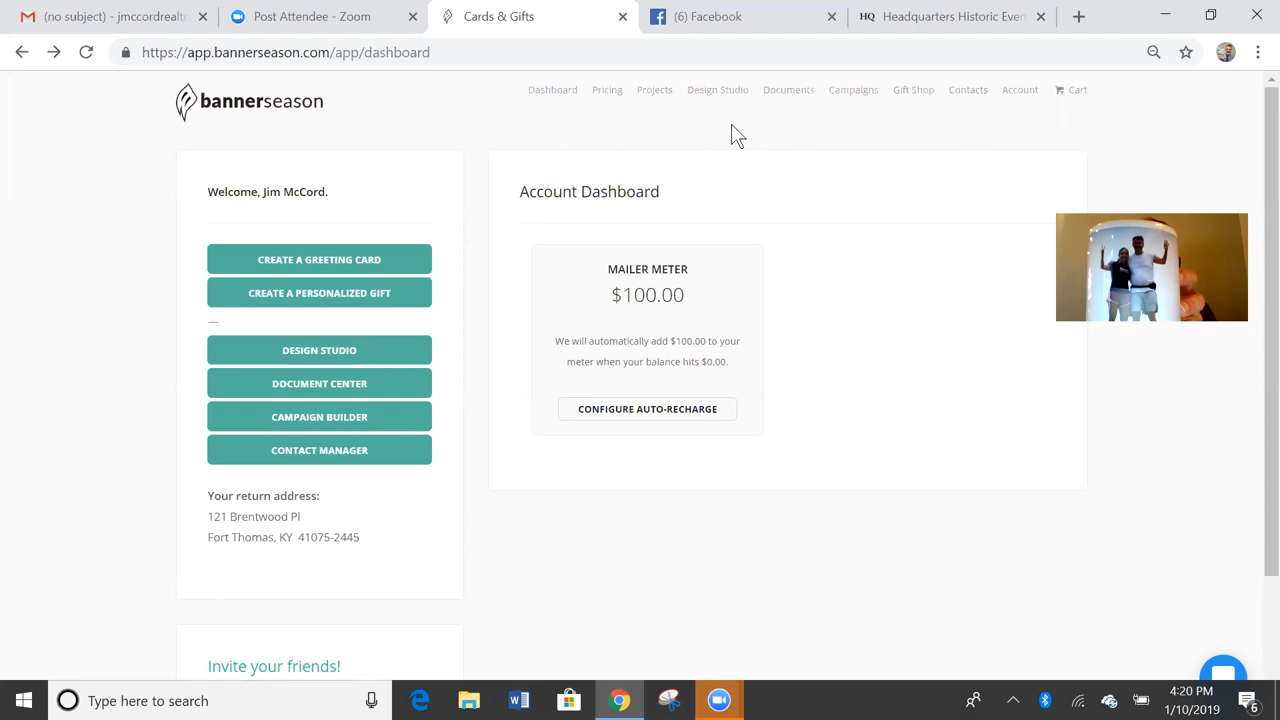 (no subject) - jmccordrealto
Post Attendee - Zoom
Cards & Gifts
(6) Facebook
HQ Headquarters Historic Even
https://app.bannerseason.com/app/dashboard
bannerseason
Dashboard Pricing Projects Design Studio Documents Campaigns Gift Shop Contacts Account Cart
Welcome, Jim McCord.
CREATE A GREETING CARD
CREATE A PERSONALIZED GIFT
—
DESIGN STUDIO
DOCUMENT CENTER
CAMPAIGN BUILDER
CONTACT MANAGER
Your return address:
121 Brentwood Pl
Fort Thomas, KY 41075-2445
Invite your friends!
Account Dashboard
MAILER METER
$100.00
We will automatically add $100.00 to your
meter when your balance hits $0.00.
CONFIGURE AUTO-RECHARGE
Type here to search
4:20 PM
1/10/2019
6